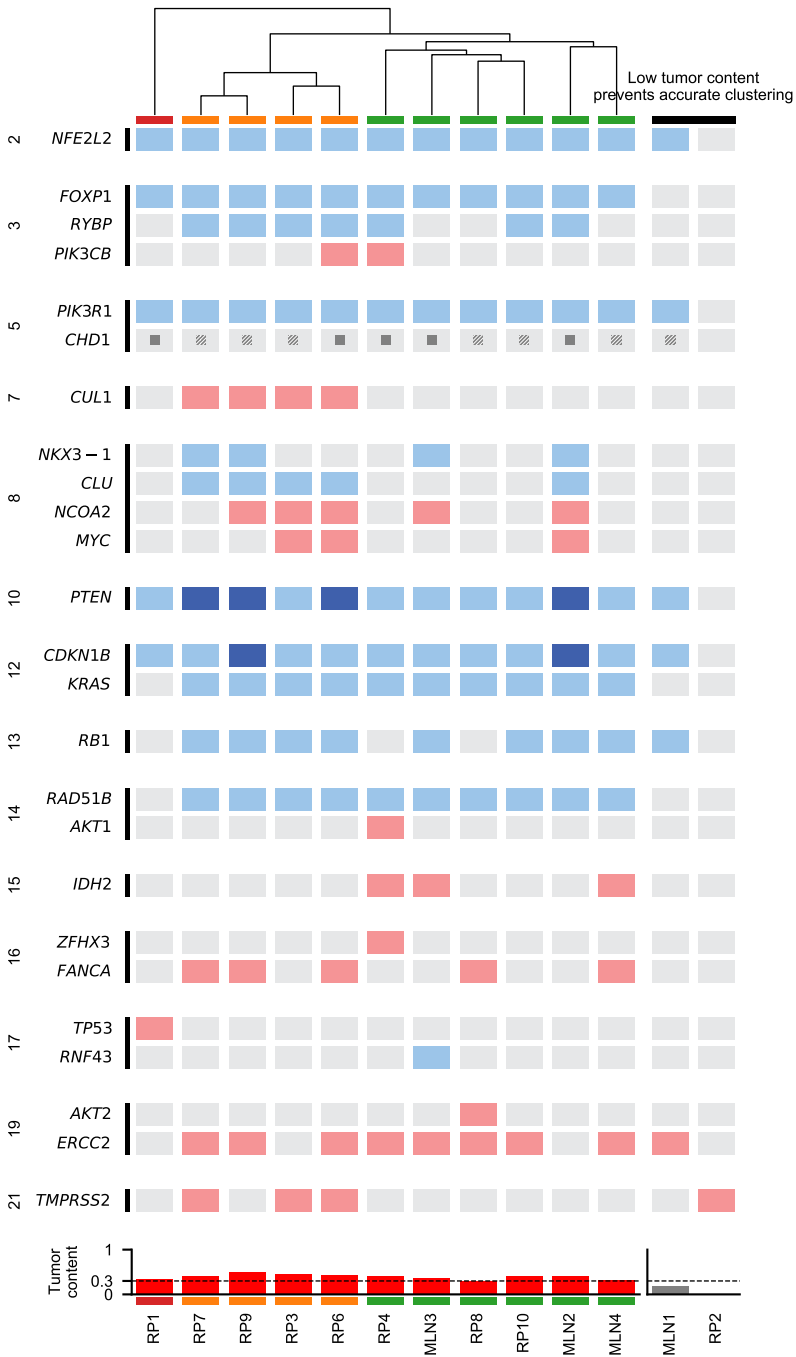 Low tumor content
prevents accurate clustering
2
NFE2L2
3
FOXP1
RYBP
PIK3CB
5
PIK3R1
CHD1
7
CUL1
8
NKX3−1
CLU
NCOA2
MYC
10
PTEN
12
CDKN1B
KRAS
13
RB1
14
RAD51B
AKT1
15
IDH2
16
ZFHX3
FANCA
17
TP53
RNF43
19
AKT2
ERCC2
21
TMPRSS2
Tumor
content
1
0.3
0
RP1
RP7
RP9
RP3
RP6
RP4
MLN3
RP8
RP10
MLN2
MLN4
MLN1
RP2